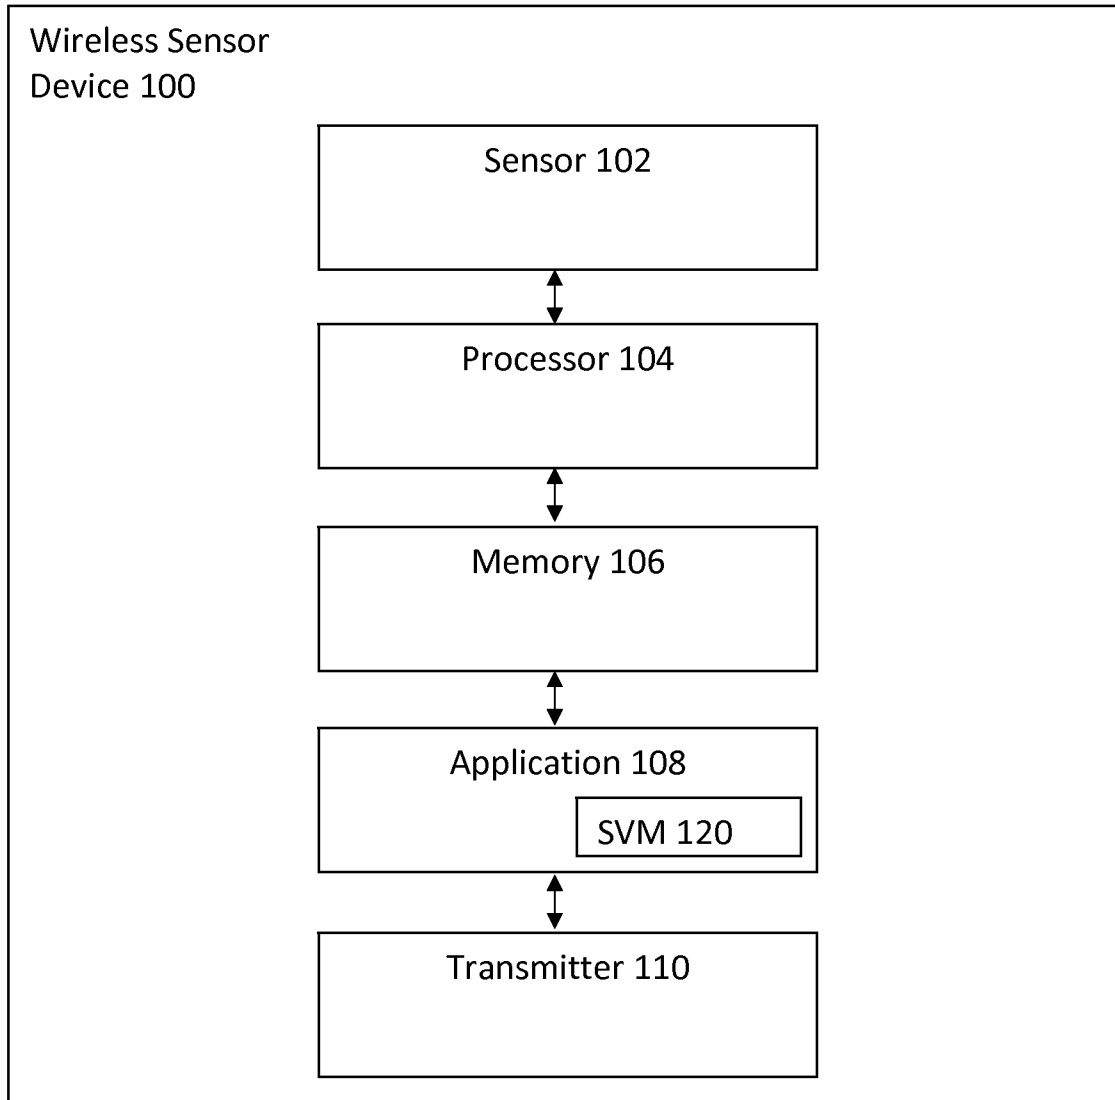 Wireless Sensor
Device 100
Sensor 102
Processor 104
Memory 106
Application 108
SVM 120
Transmitter 110